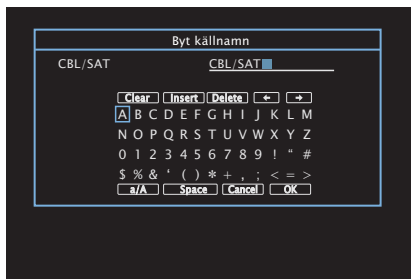 Byt källnamn
CBL/SAT CBL/SAT
Clear Insert Delete ← →
A B C D E F G H I J K L M
N O P Q R S T U V W X Y Z
0 1 2 3 4 5 6 7 8 9 ! “ #
$ % & ‘ ( ) * + , ; < = >
a/A Space Cancel OK